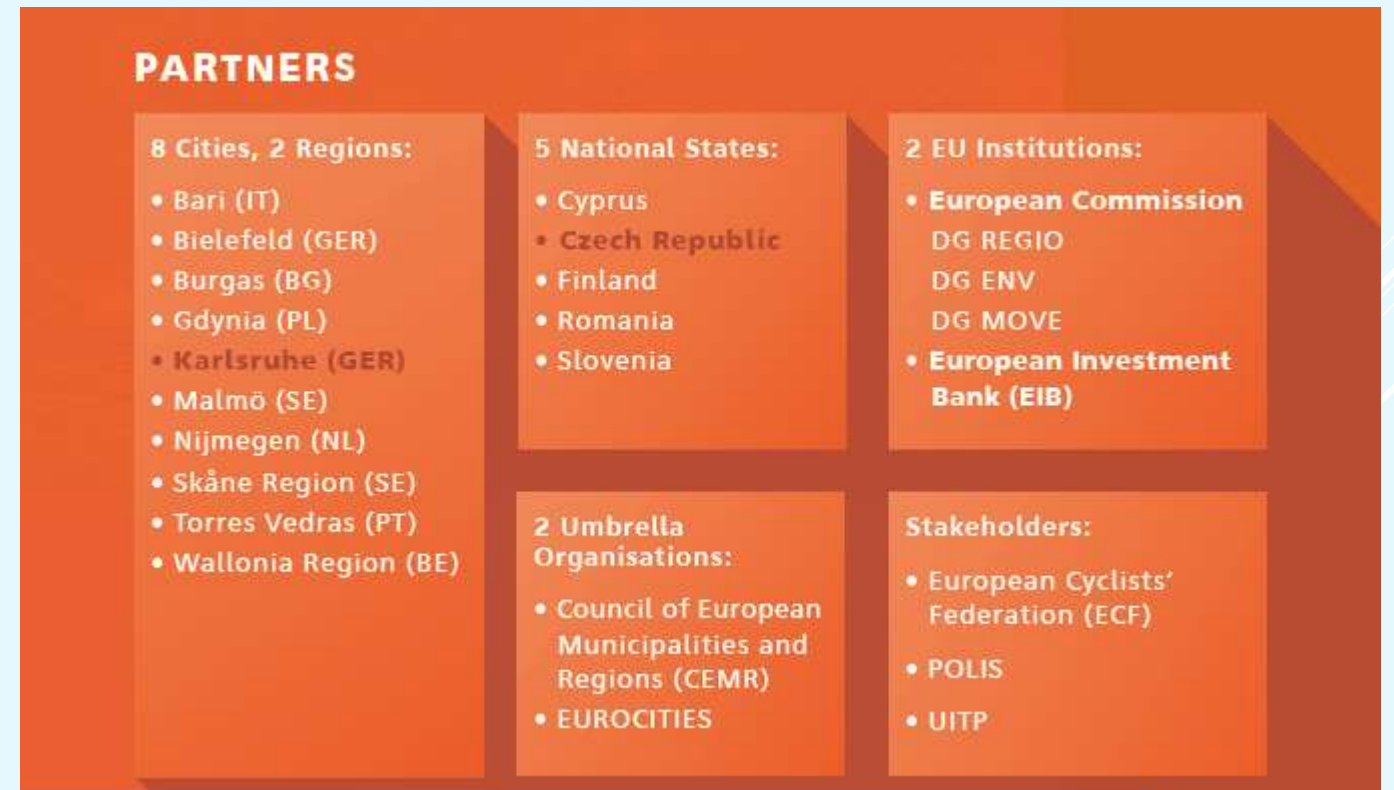 PARTNERS
8 Cities, 2 Regions:
• Bari (IT)
• Bielefeld (GER)
• Burgas (BG)
• Gdynia (PL)
• Karlsruhe (GER)
• Malmö (SE)
• Nijmegen (NL)
• Skåne Region (SE)
• Torres Vedras (PT)
• Wallonia Region (BE)
5 National States:
• Cyprus
• Czech Republic
• Finland
• Romania
• Slovenia
2 EU Institutions:
• European Commission
DG REGIO
DG ENV
DG MOVE
• European Investment
Bank (EIB)
2 Umbrella
Organisations:
• Council of European
Municipalities and
Regions (CEMR)
• EUROCITIES
Stakeholders:
• European Cyclists’
Federation (ECF)
• POLIS
• UITP